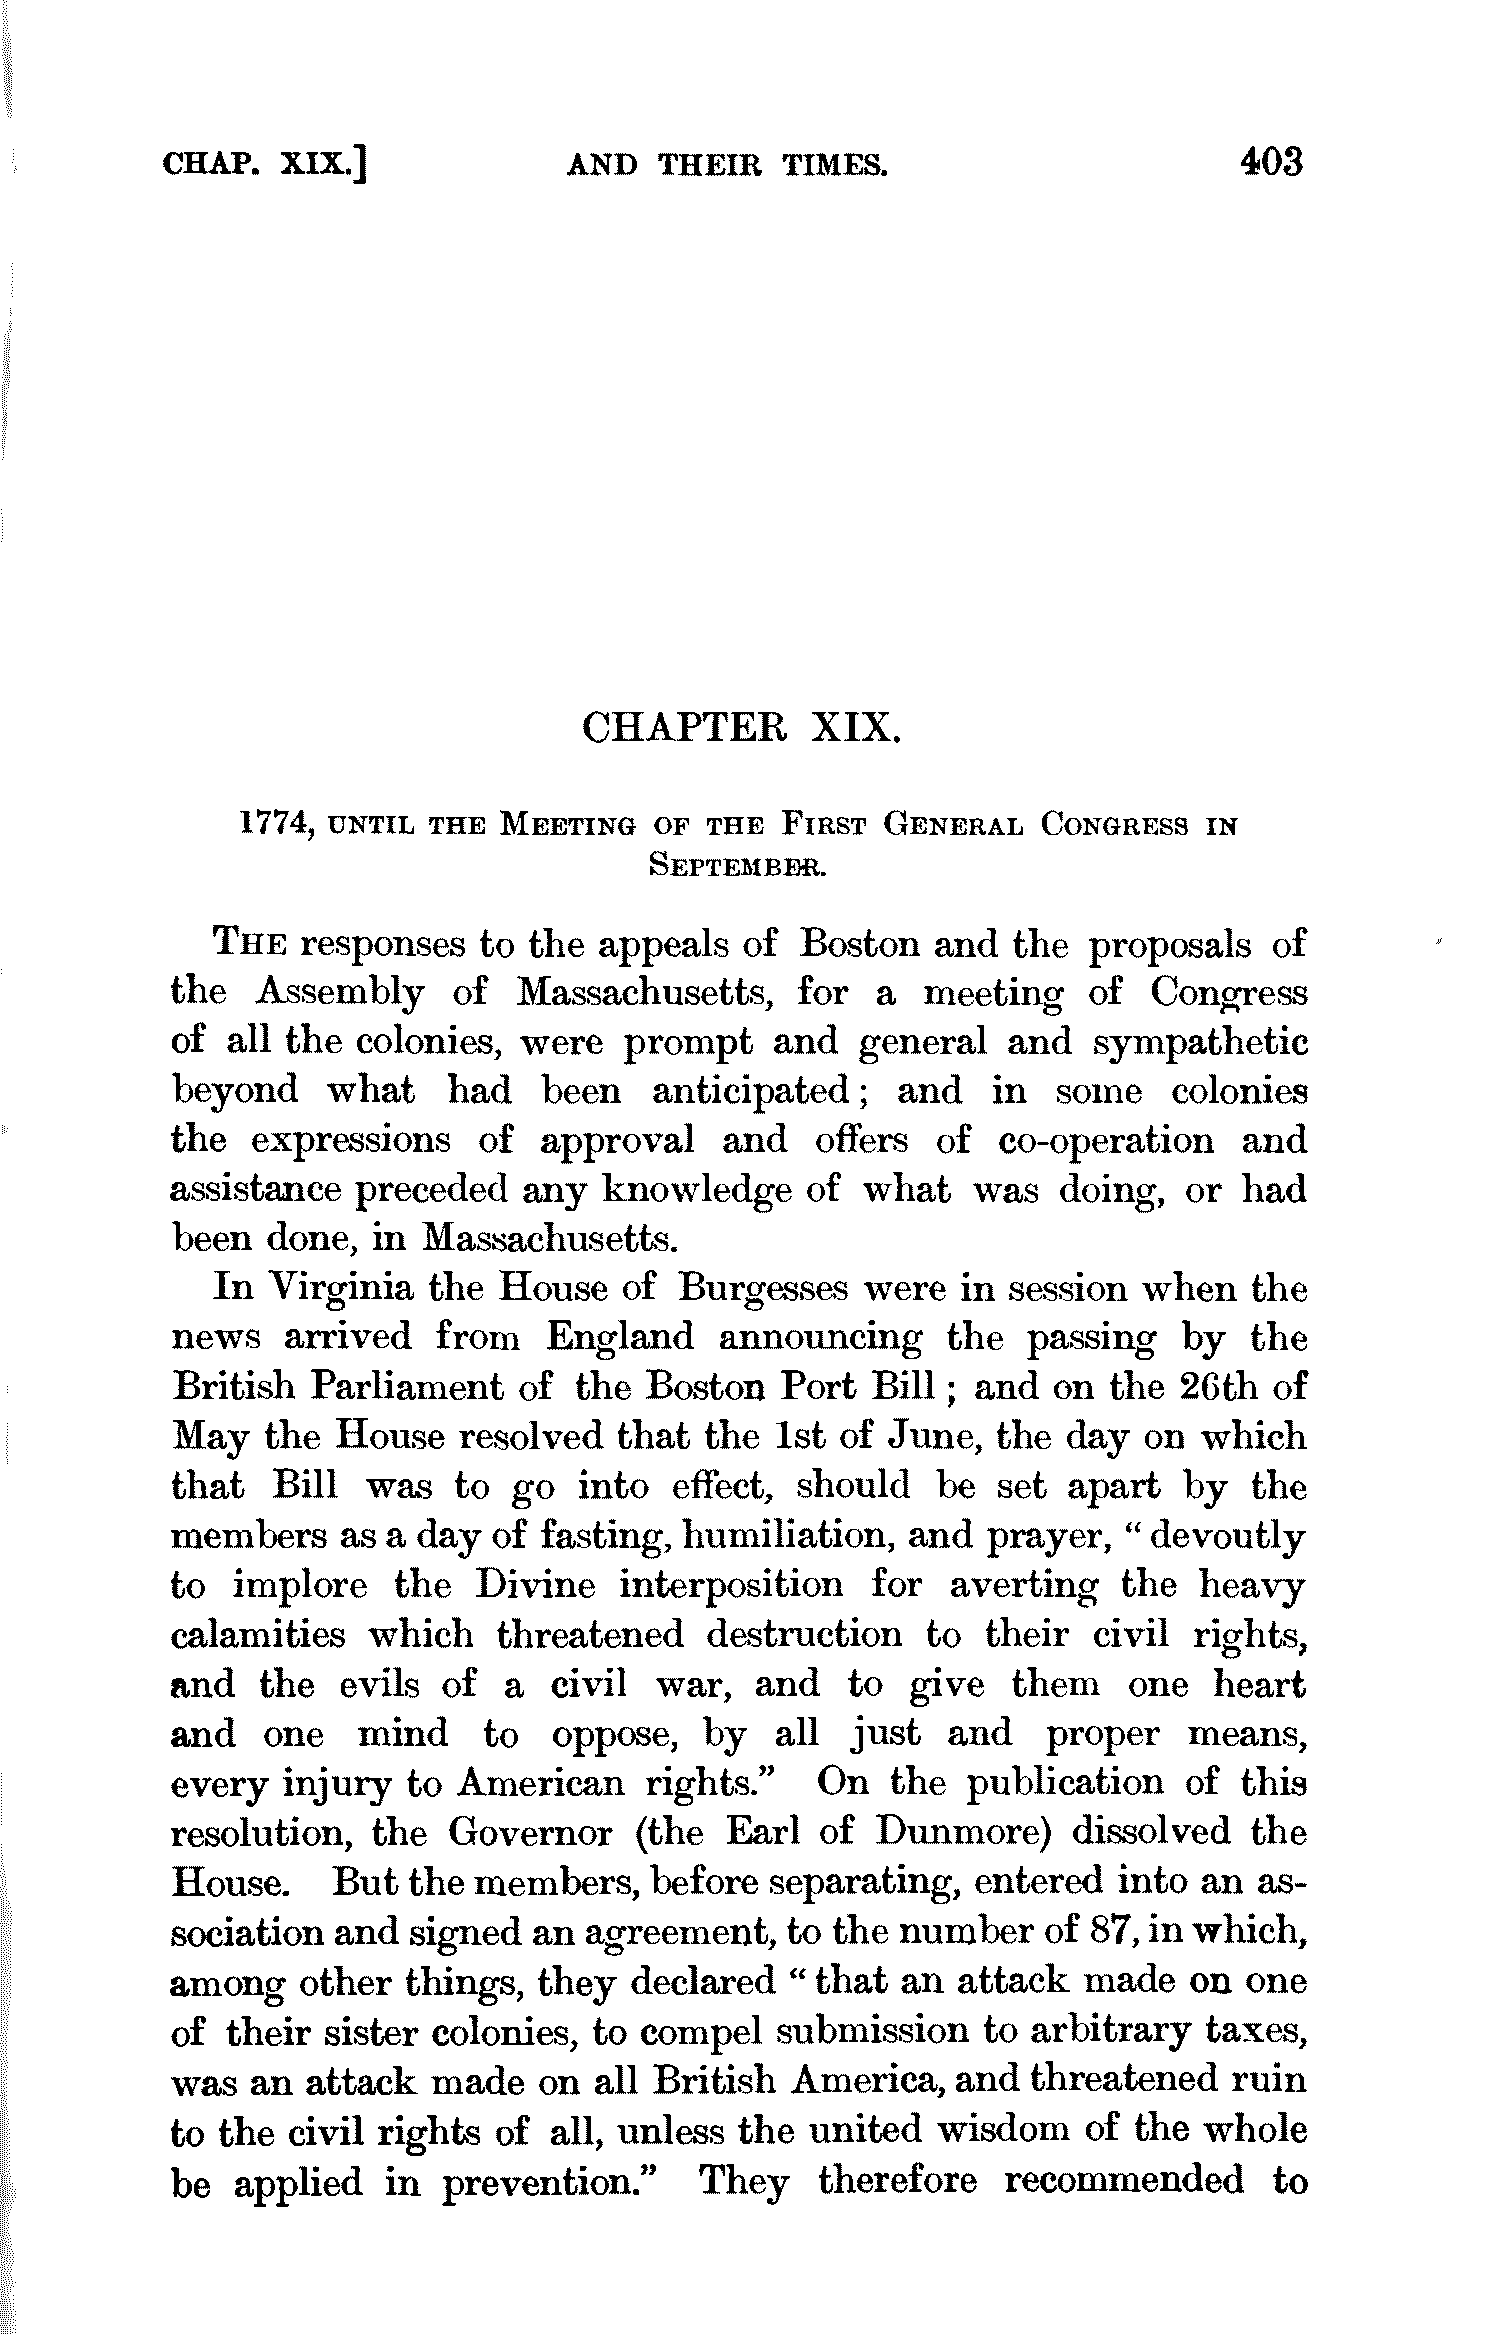 CHAP. XIX.] AND THEIR TIMES. 403
CHAPTER XIX.
1774, UNTIL THE MEETING OF THE FIRST GENERAL CONGRESS IN
SEPTEMBER.
THE responses to the appeals of Boston and the proposals of
the Assembly of Massachusetts, for a meeting of Congress
of all the colonies, were prompt and general and sympathetic
beyond what had been anticipated; and in some colonies
the expressions of approval and offers of co-operation and
assistance preceded any knowledge of what was doing, or had
been done, in Massachusetts.
In Virginia the House of Burgesses were in session when the
news arrived from England announcing the passing by the
British Parliament of the Boston Port Bill; and on the 26th of
May the House resolved that the 1st of June, the day on which
that Bill was to go into effect, should be set apart by the
members as a day of fasting, humiliation, and prayer, "devoutly
to implore the Divine interposition for averting the heavy
calamities which threatened destruction to their civil rights,
and the evils of a civil war, and to give them one heart
and one mind to oppose, by all just and proper means,
every injury to American rights." On the publication of this
resolution, the Governor (the Earl of Dunmore) dissolved the
House. But the members, before separating, entered into an as-
sociation and signed an agreement, to the number of 87, in which,
among other things, they declared "that an attack made on one
of their sister colonies, to compel submission to arbitrary taxes,
was an attack made on all British America, and threatened ruin
to the civil rights of all, unless the united wisdom of the whole
be applied in prevention." They therefore recommended to